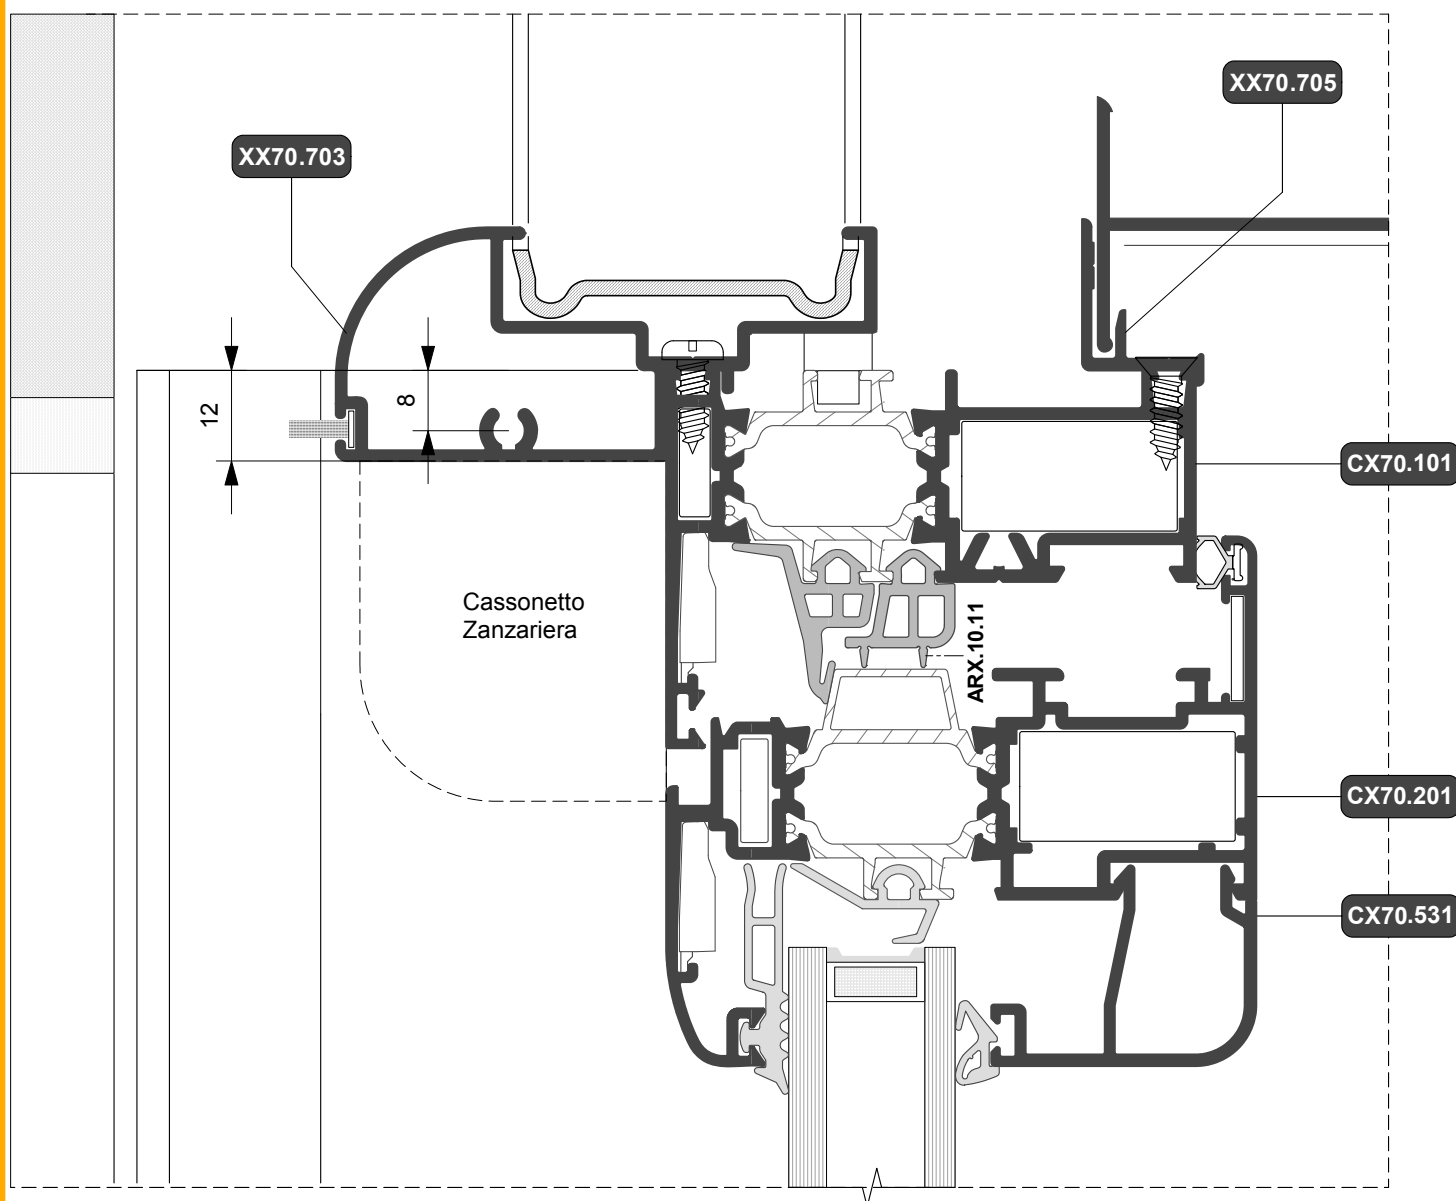 XX70.705
XX70.703
12
8
CX70.101
Cassonetto
Zanzariera
ARX.10.11
CX70.201
CX70.531